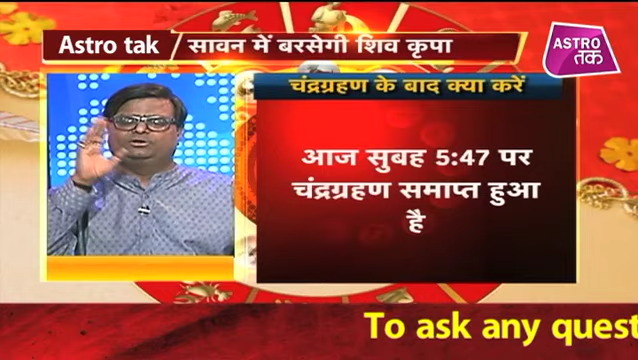 Astro tak
सावन में बरसेगी शिव कृपा
ASTRO
तक
चंद्रग्रहण के बाद क्या करें
आज सुबह 5:47 पर
चंद्रग्रहण समाप्त हुआ
है
To ask any quest